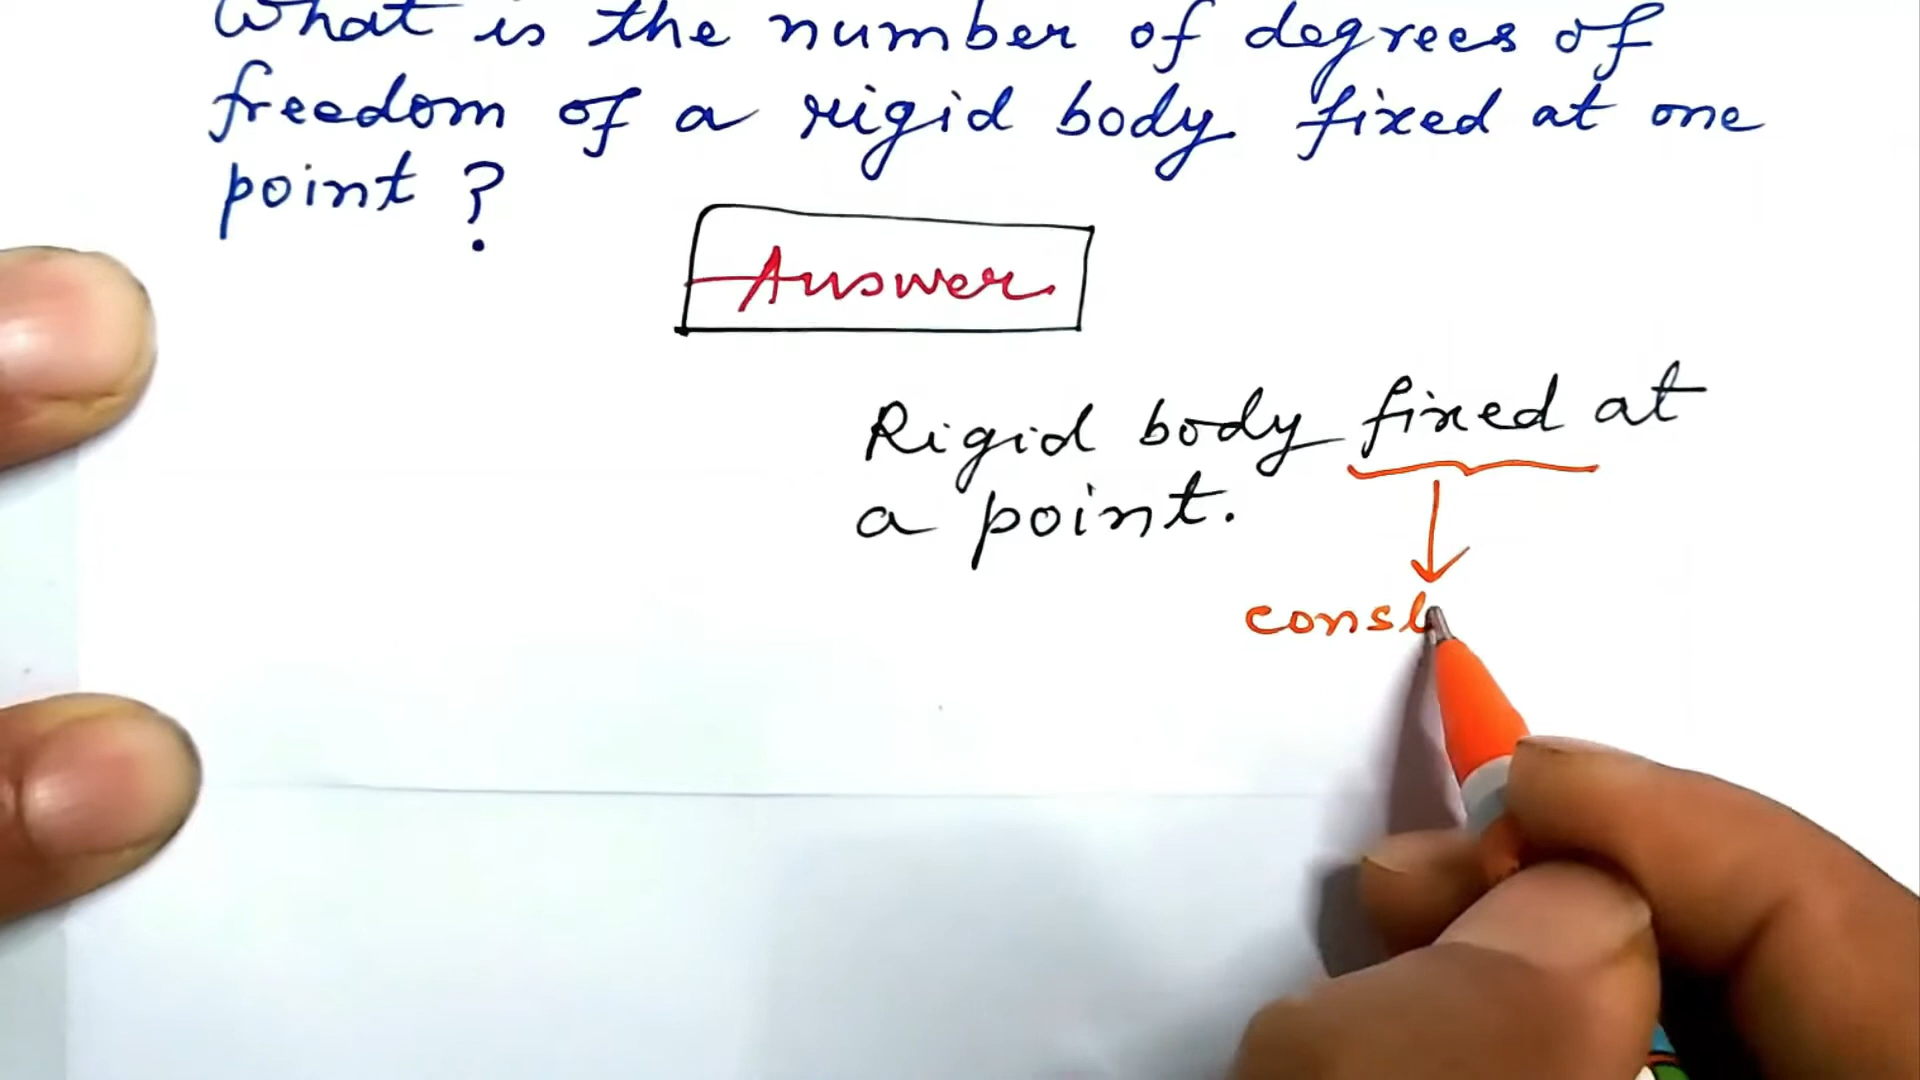 What is the number of degrees of
freedom of a rigid body fixed at one
point ?
Answer
Rigid body fixed at
a point.